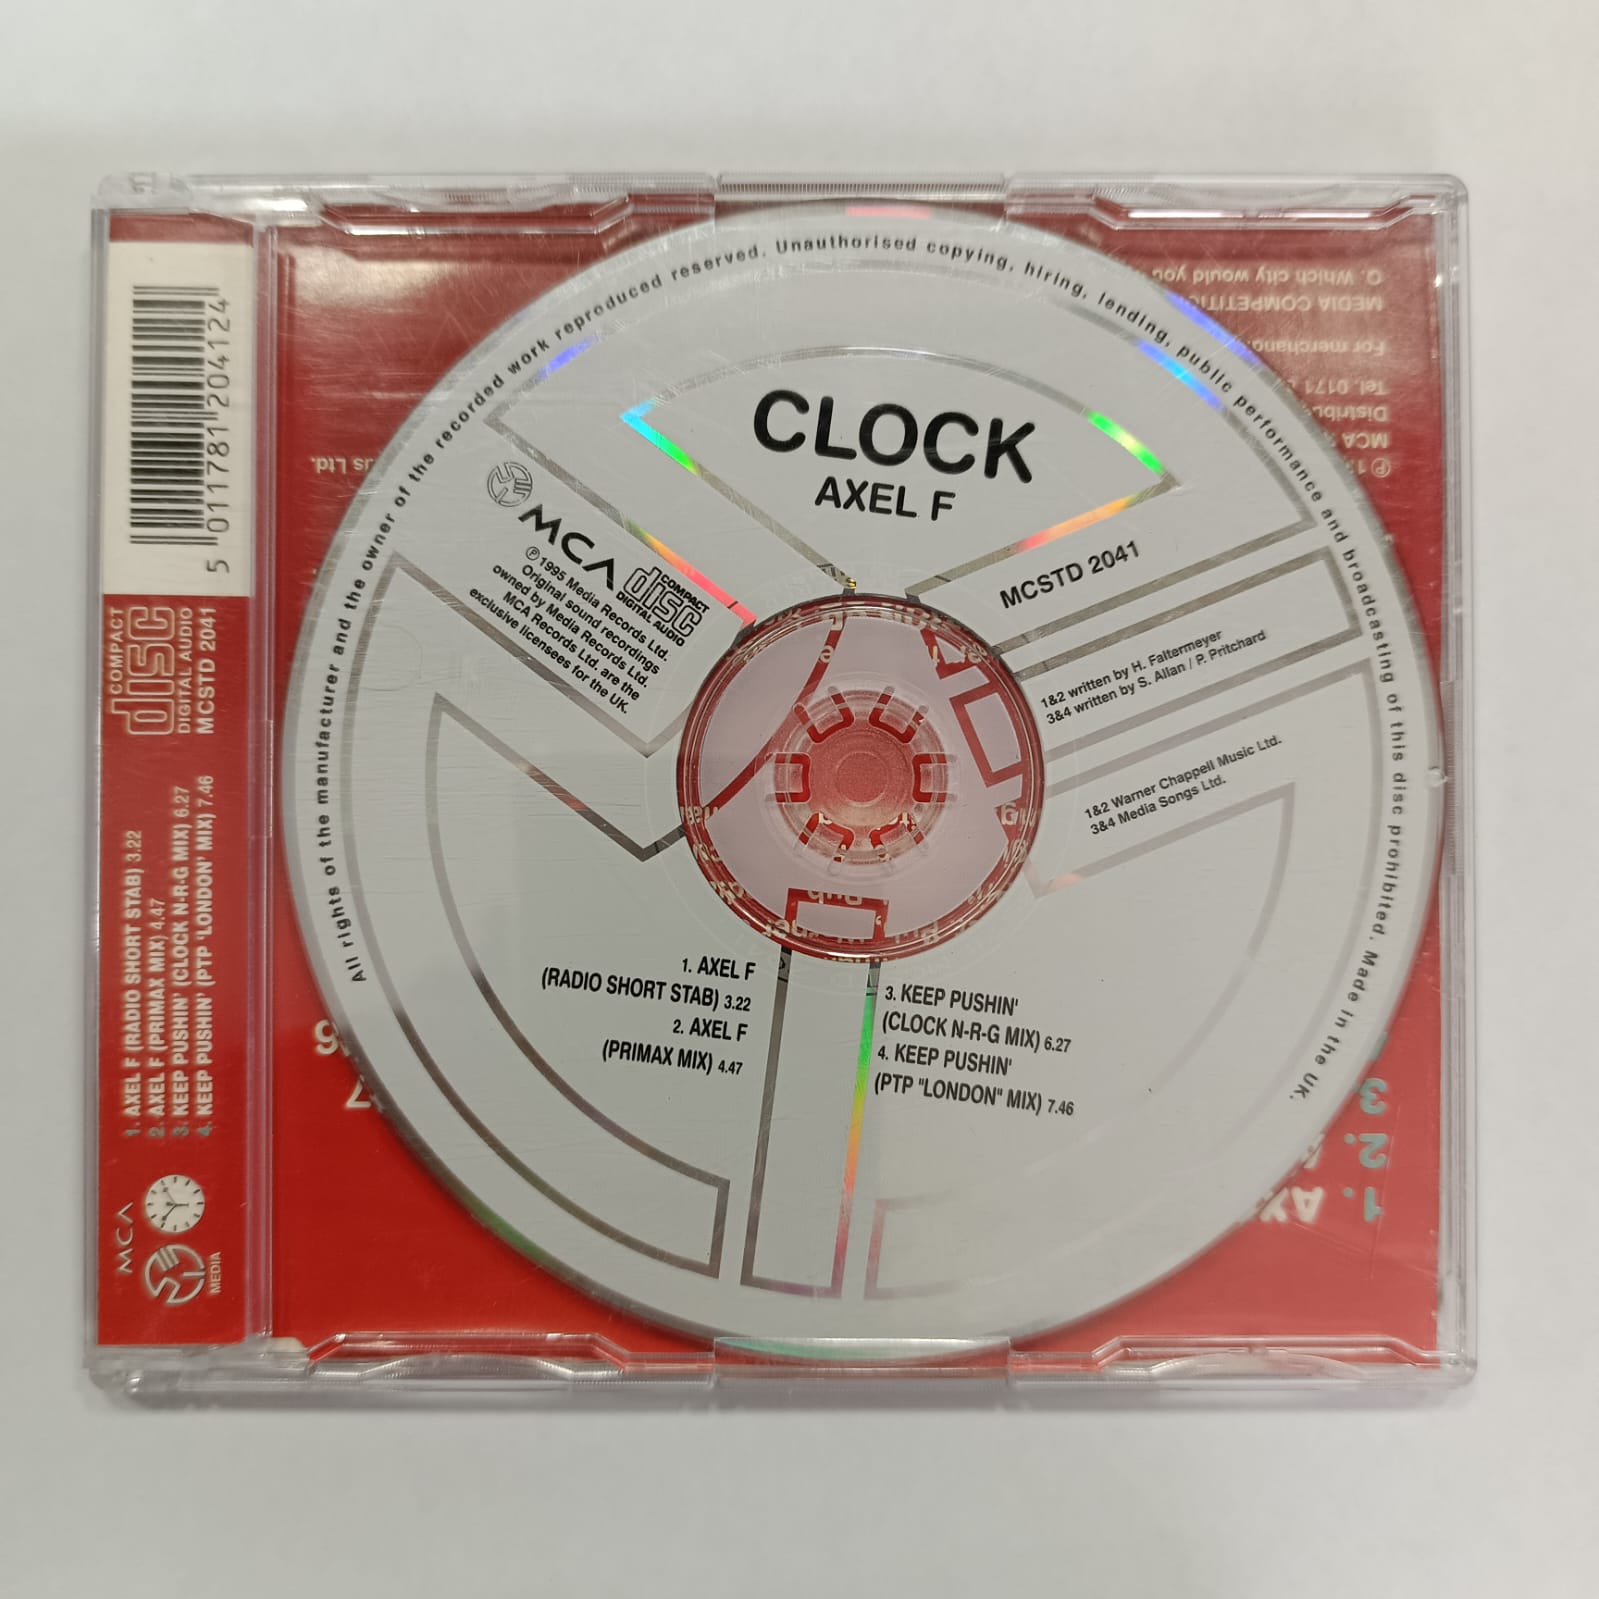 5 011781 204124
COMPACT
disc
DIGITAL AUDIO
MCSTD 2041
1. AXEL F (RADIO SHORT STAB) 3.22
2. AXEL F (PRIMAX MIX) 4.47
3. KEEP PUSHIN' (CLOCK N-R-G MIX) 6.27
4. KEEP PUSHIN' (PTP 'LONDON' MIX) 7.46
MCA
MEDIA
All rights of the manufacturer and the owner of the recorded work reproduced reserved. Unauthorised copying, hiring, lending, public performance and broadcasting of this disc prohibited. Made in the UK.
CLOCK
AXEL F
MCA
COMPACT
disc
DIGITAL AUDIO
℗ 1995 Media Records Ltd.
Original sound recordings
owned by Media Records Ltd.
MCA Records Ltd. are the
exclusive licensees for the UK.
MCSTD 2041
1&2 written by H. Faltermeyer
3&4 written by S. Allan / P. Pritchard
1&2 Warner Chappell Music Ltd.
3&4 Media Songs Ltd.
1. AXEL F
(RADIO SHORT STAB) 3.22
2. AXEL F
(PRIMAX MIX) 4.47
3. KEEP PUSHIN'
(CLOCK N-R-G MIX) 6.27
4. KEEP PUSHIN'
(PTP "LONDON" MIX) 7.46
1.
2.
3
Ltd.
℗
MCA
Tel. 0171
For
MEDIA
Q. Which city would you